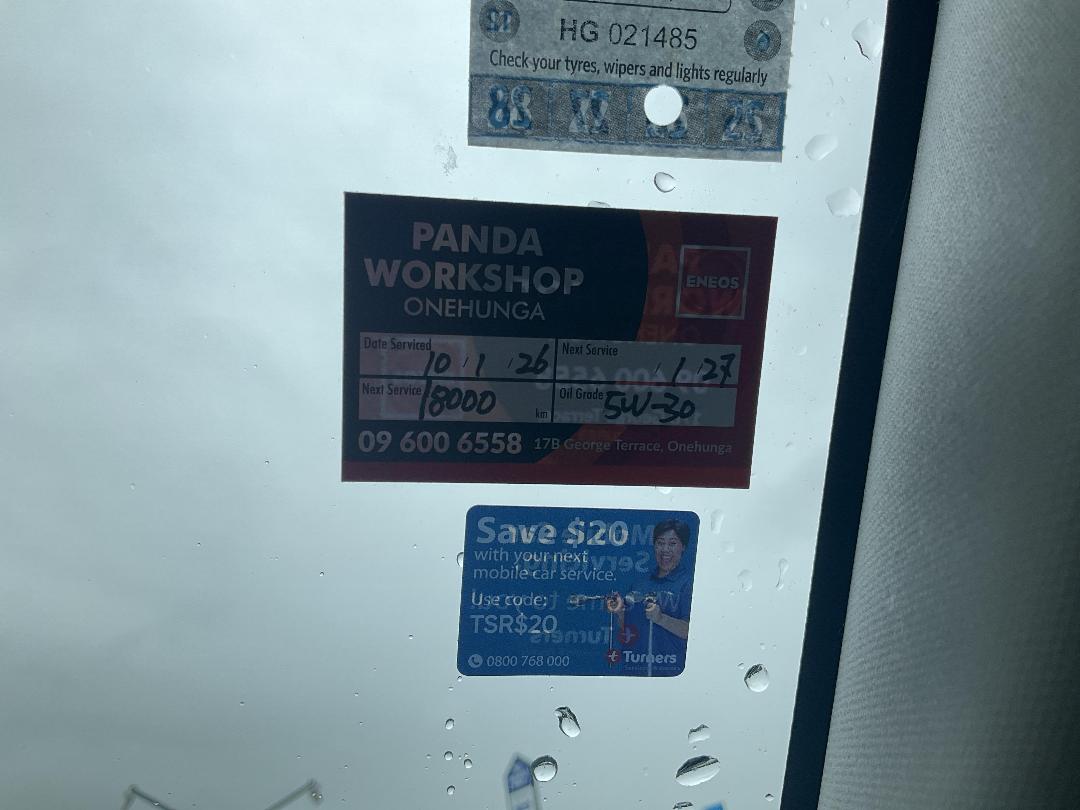 HG 021485
Check your tyres, wipers and lights regularly
PANDA
WORKSHOP
ONEHUNGA
ENEOS
Date Serviced 10 / 1 / 26
Next Service / 1 / 27
Next Service 18000 km
Oil Grade 5W-30
09 600 6558 17B George Terrace, Onehunga
Save $20
with your next
mobile car service.
Use code:
TSR$20
0800 768 000
Turners